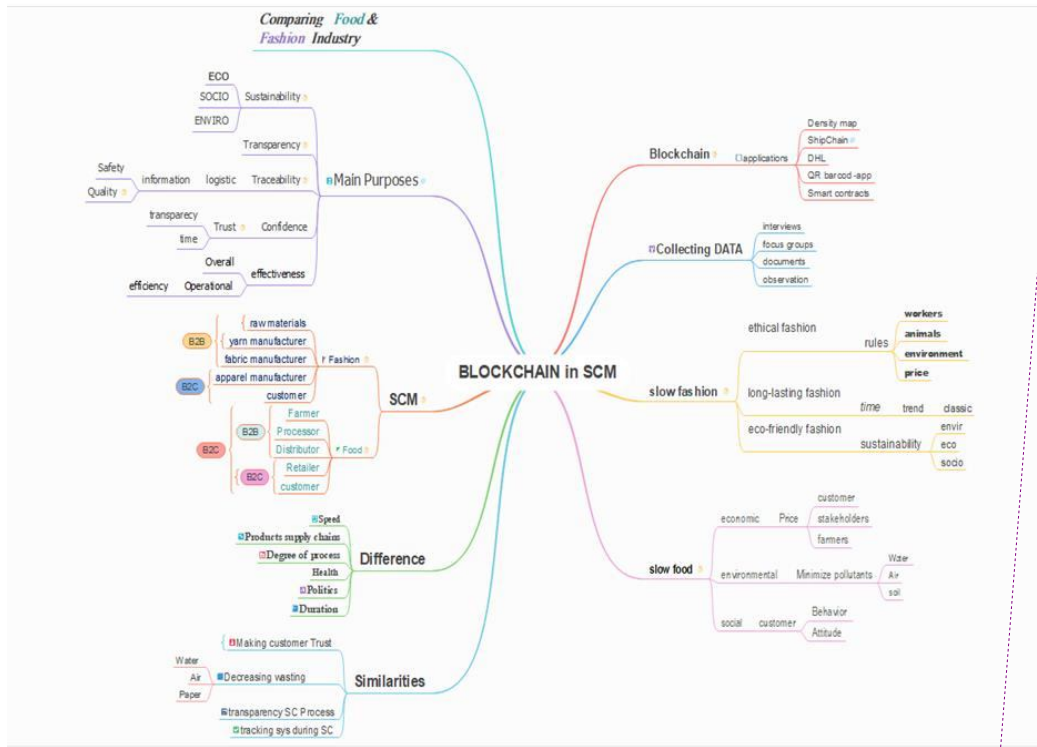 Comparing Food &
Fashion Industry
ECO
SOCIO
ENVIRO
Sustainability
Transparency
Safety
Quality
information
logistic
Traceability
transparecy
time
Trust
Confidence
Overall
efficiency
Operational
effectiveness
Main Purposes
B2B
B2C
raw materials
yarn manufacturer
fabric manufacturer
apparel manufacturer
customer
Fashion
B2C
B2B
B2C
Farmer
Processor
Distributor
Retailer
customer
Food
SCM
Speed
Products supply chains
Degree of process
Health
Politics
Duration
Difference
Making customer Trust
Water
Air
Paper
Decreasing wasting
transparency SC Process
tracking sys during SC
Similarities
BLOCKCHAIN in SCM
Blockchain
applications
Density map
ShipChain
DHL
QR barcod-app
Smart contracts
Collecting DATA
interviews
focus groups
documents
observation
slow fashion
ethical fashion
rules
workers
animals
environment
price
long-lasting fashion
time
trend
classic
eco-friendly fashion
sustainability
envir
eco
socio
slow food
economic
Price
customer
stakeholders
farmers
environmental
Minimize pollutants
Water
Air
soil
social
customer
Behavior
Attitude